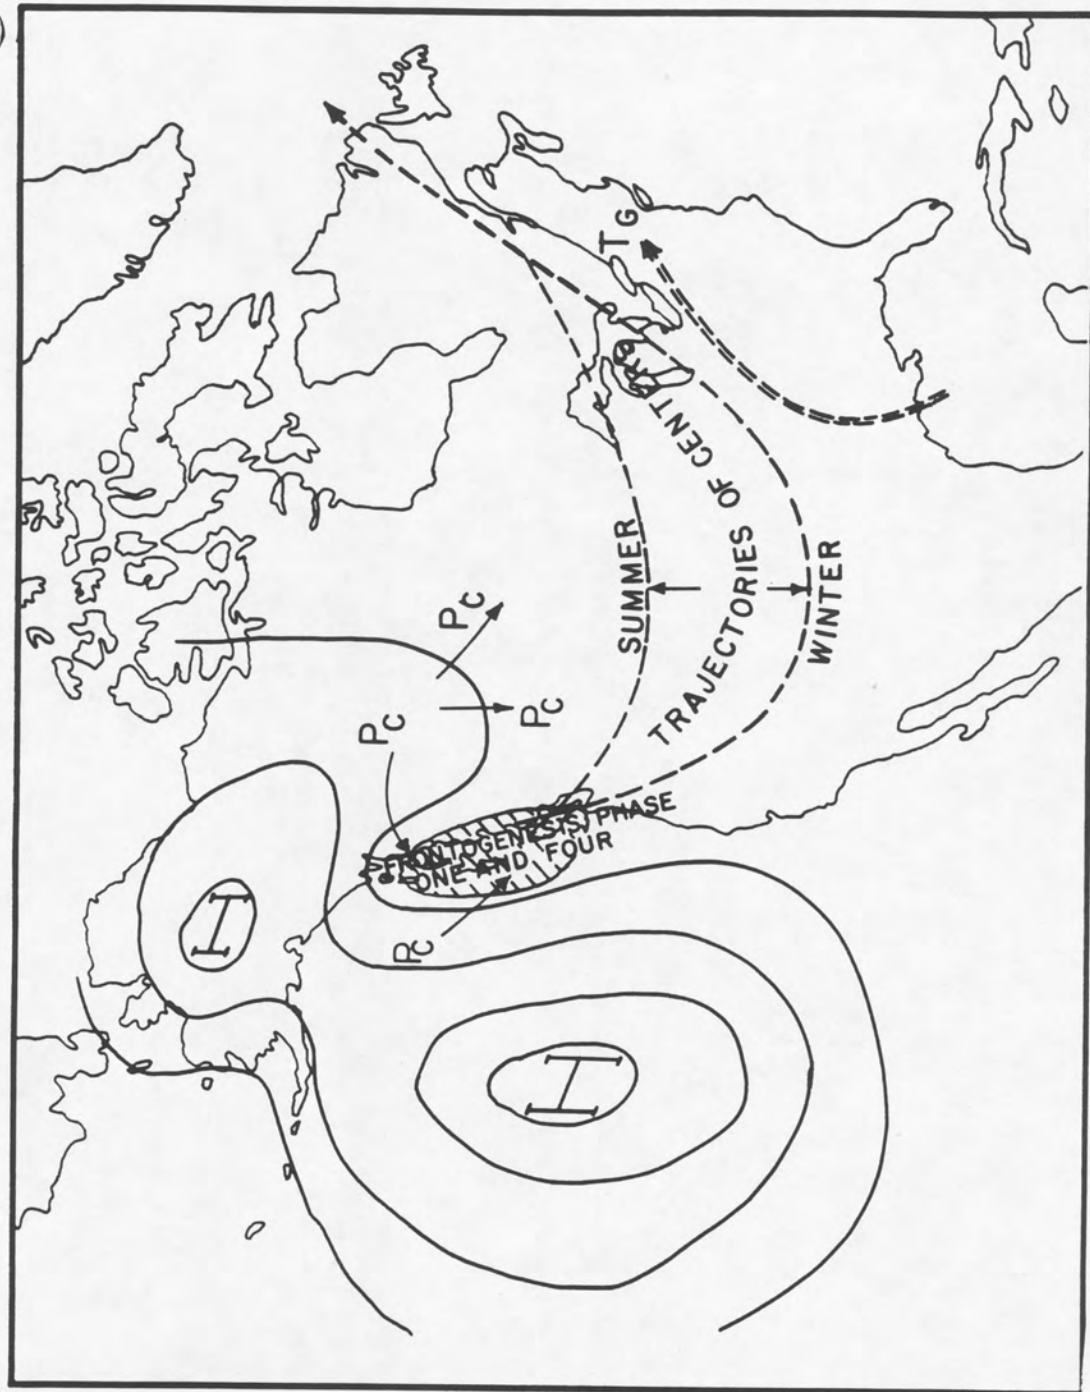 H
H
PC
PC
PC
PC
FRONTOGENESIS, PHASE
ONE AND FOUR
SUMMER
TRAJECTORIES OF CENTERS
WINTER
TG